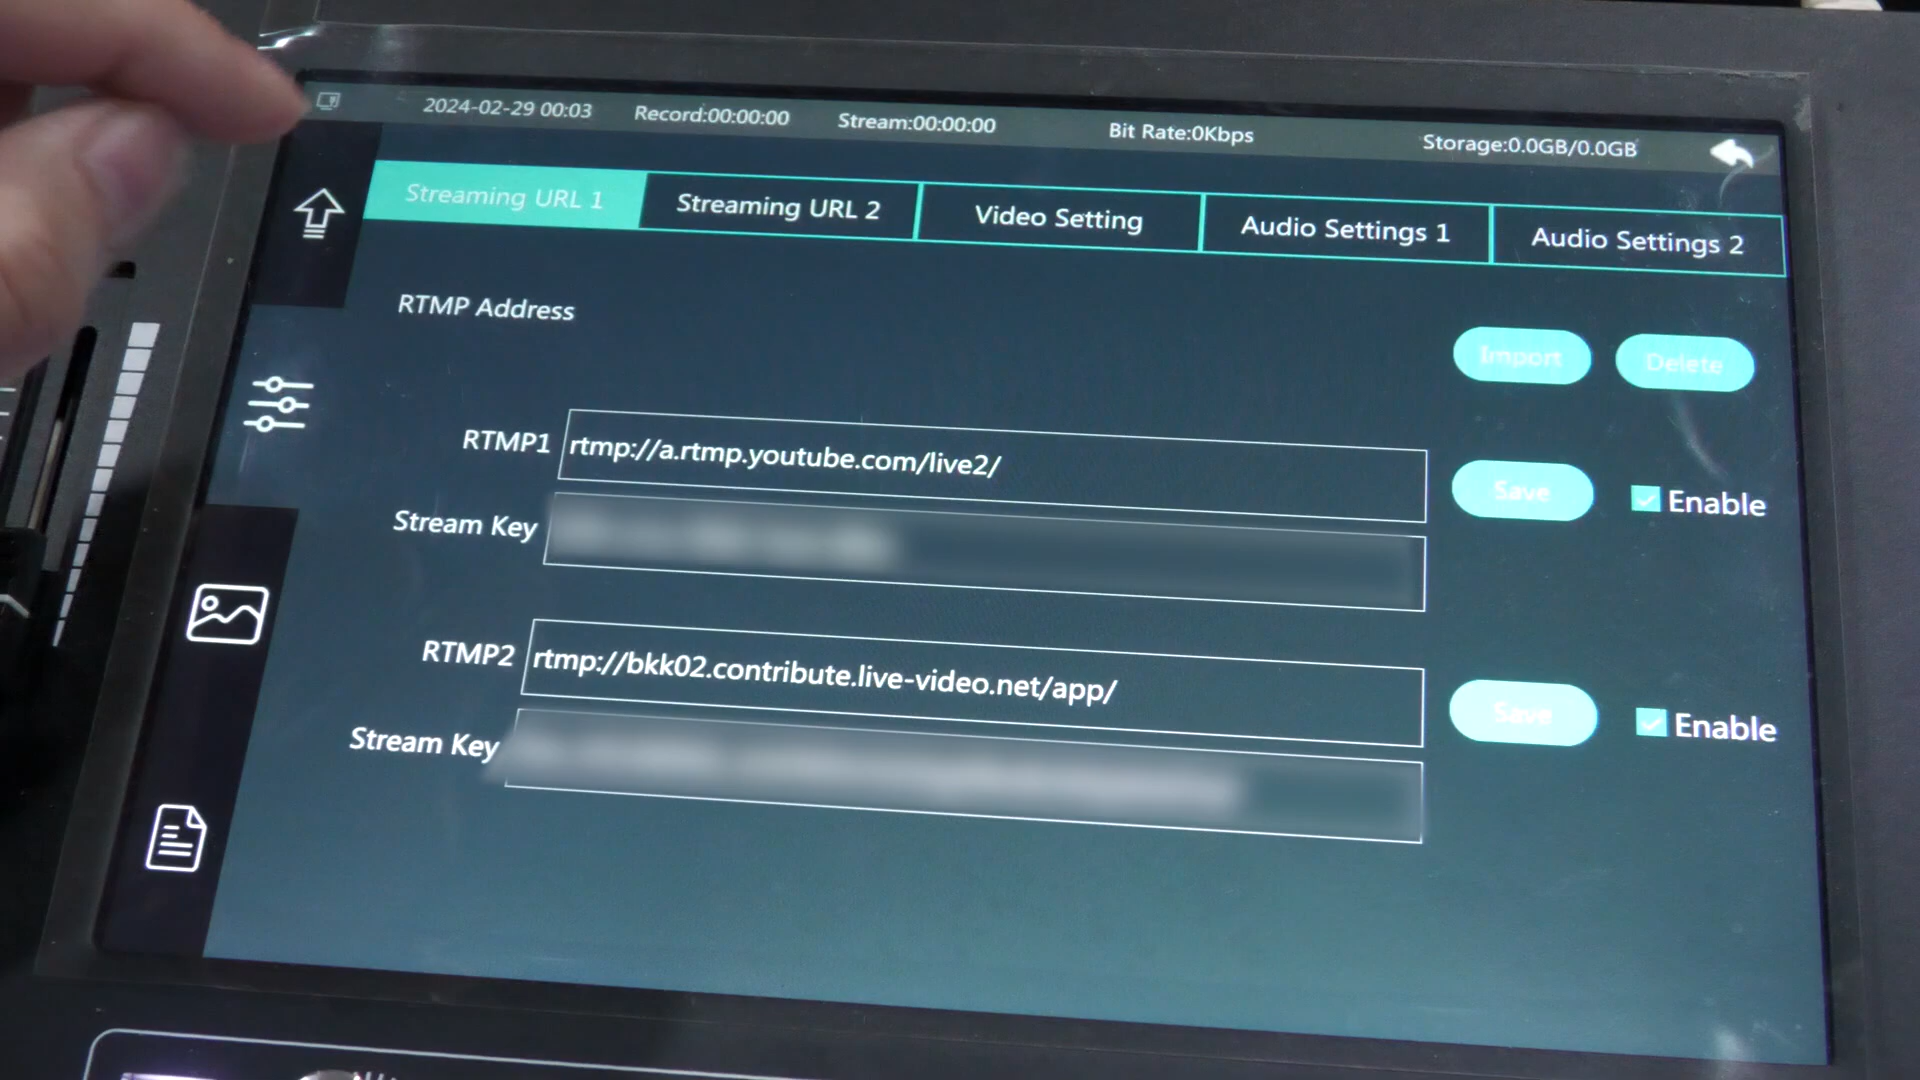 2024-02-29 00:03 Record:00:00:00 Stream:00:00:00 Bit Rate:0Kbps Storage:0.0GB/0.0GB
Streaming URL 1 Streaming URL 2 Video Setting Audio Settings 1 Audio Settings 2
RTMP Address
Import Delete
RTMP1 rtmp://a.rtmp.youtube.com/live2/ Save Enable
Stream Key
RTMP2 rtmp://bkk02.contribute.live-video.net/app/ Save Enable
Stream Key